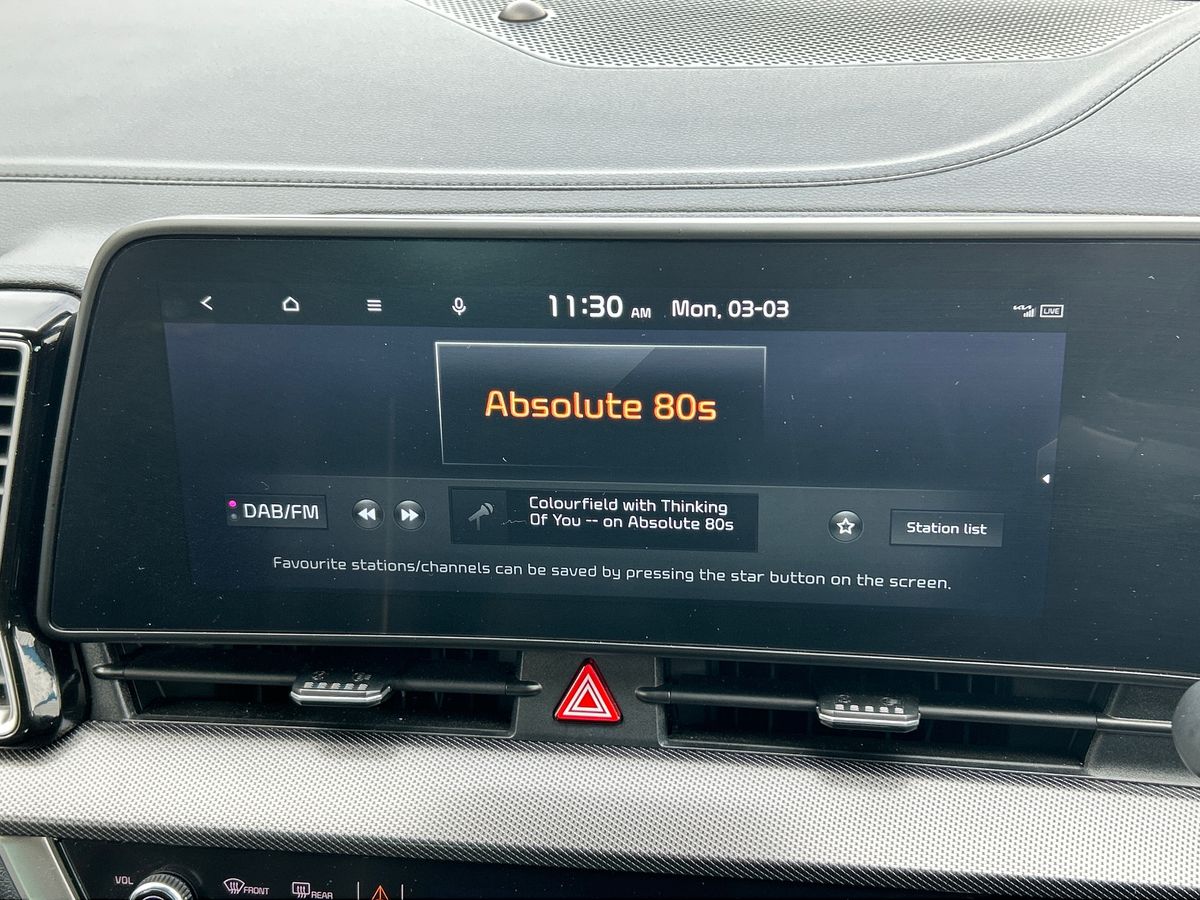 11:30 AM Mon, 03-03
LIVE
Absolute 80s
DAB/FM
Colourfield with Thinking
Of You -- on Absolute 80s
Station list
Favourite stations/channels can be saved by pressing the star button on the screen.
VOL
FRONT
REAR